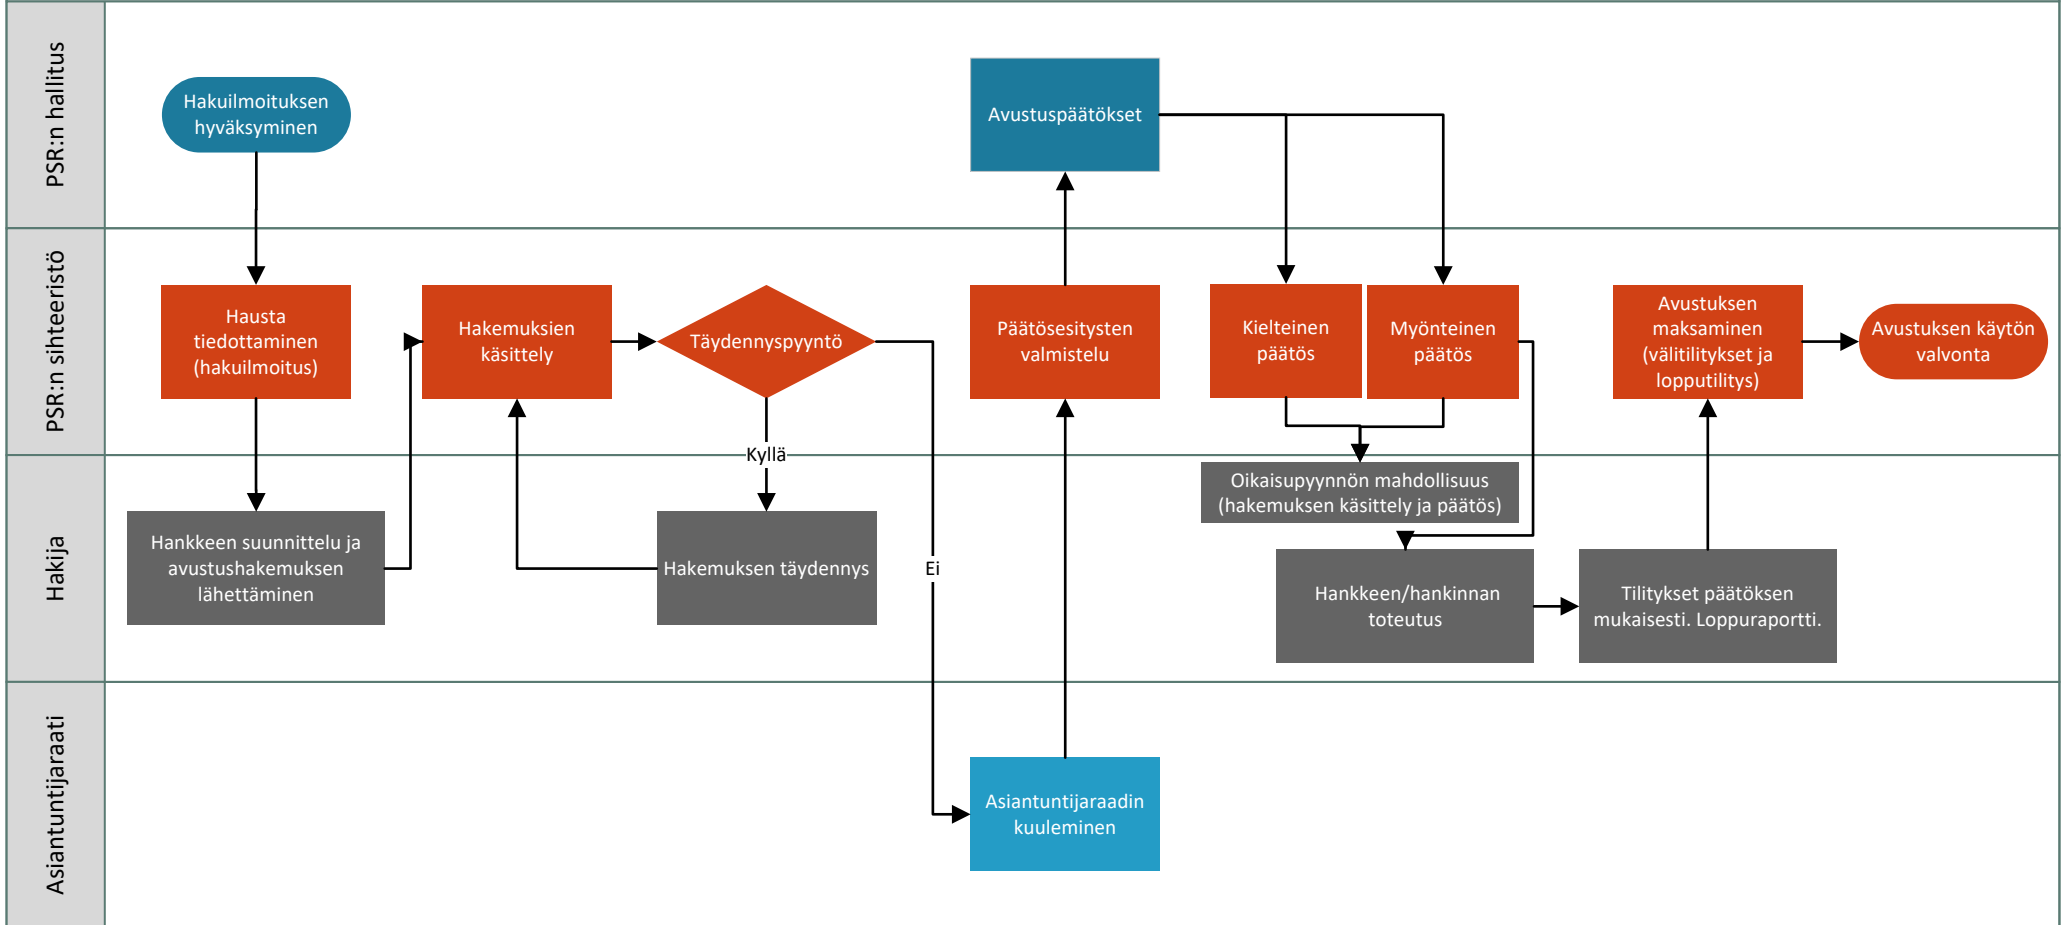 PSR:n hallitus
Hakuilmoituksen
hyväksyminen
Avustuspäätökset
PSR:n sihteeristö
Hausta
tiedottaminen
(hakuilmoitus)
Hakemuksien
käsittely
Täydennyspyyntö
Päätösesitysten
valmistelu
Kielteinen
päätös
Myönteinen
päätös
Avustuksen
maksaminen
(välitilitykset ja
lopputilitys)
Avustuksen käytön
valvonta
Kyllä
Hakija
Hankkeen suunnittelu ja
avustushakemuksen
lähettäminen
Hakemuksen täydennys
Ei
Oikaisupyynnön mahdollisuus
(hakemuksen käsittely ja päätös)
Hankkeen/hankinnan
toteutus
Tilitykset päätöksen
mukaisesti. Loppuraportti.
Asiantuntijaraati
Asiantuntijaraadin
kuuleminen